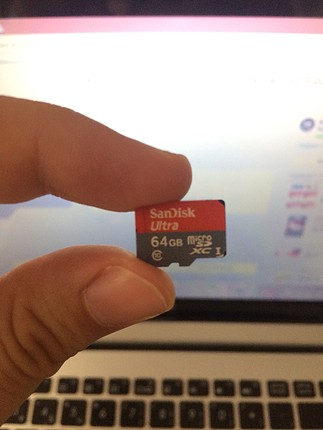 SanDisk
Ultra
64GB micro
SD
XC I